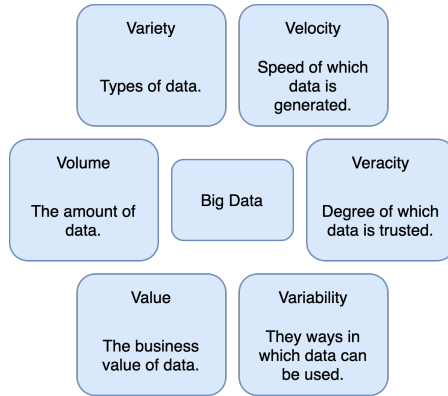 Variety
Types of data.
Velocity
Speed of which
data is
generated.
Volume
The amount of
data.
Big Data
Veracity
Degree of which
data is trusted.
Value
The business
value of data.
Variability
They ways in
which data can
be used.